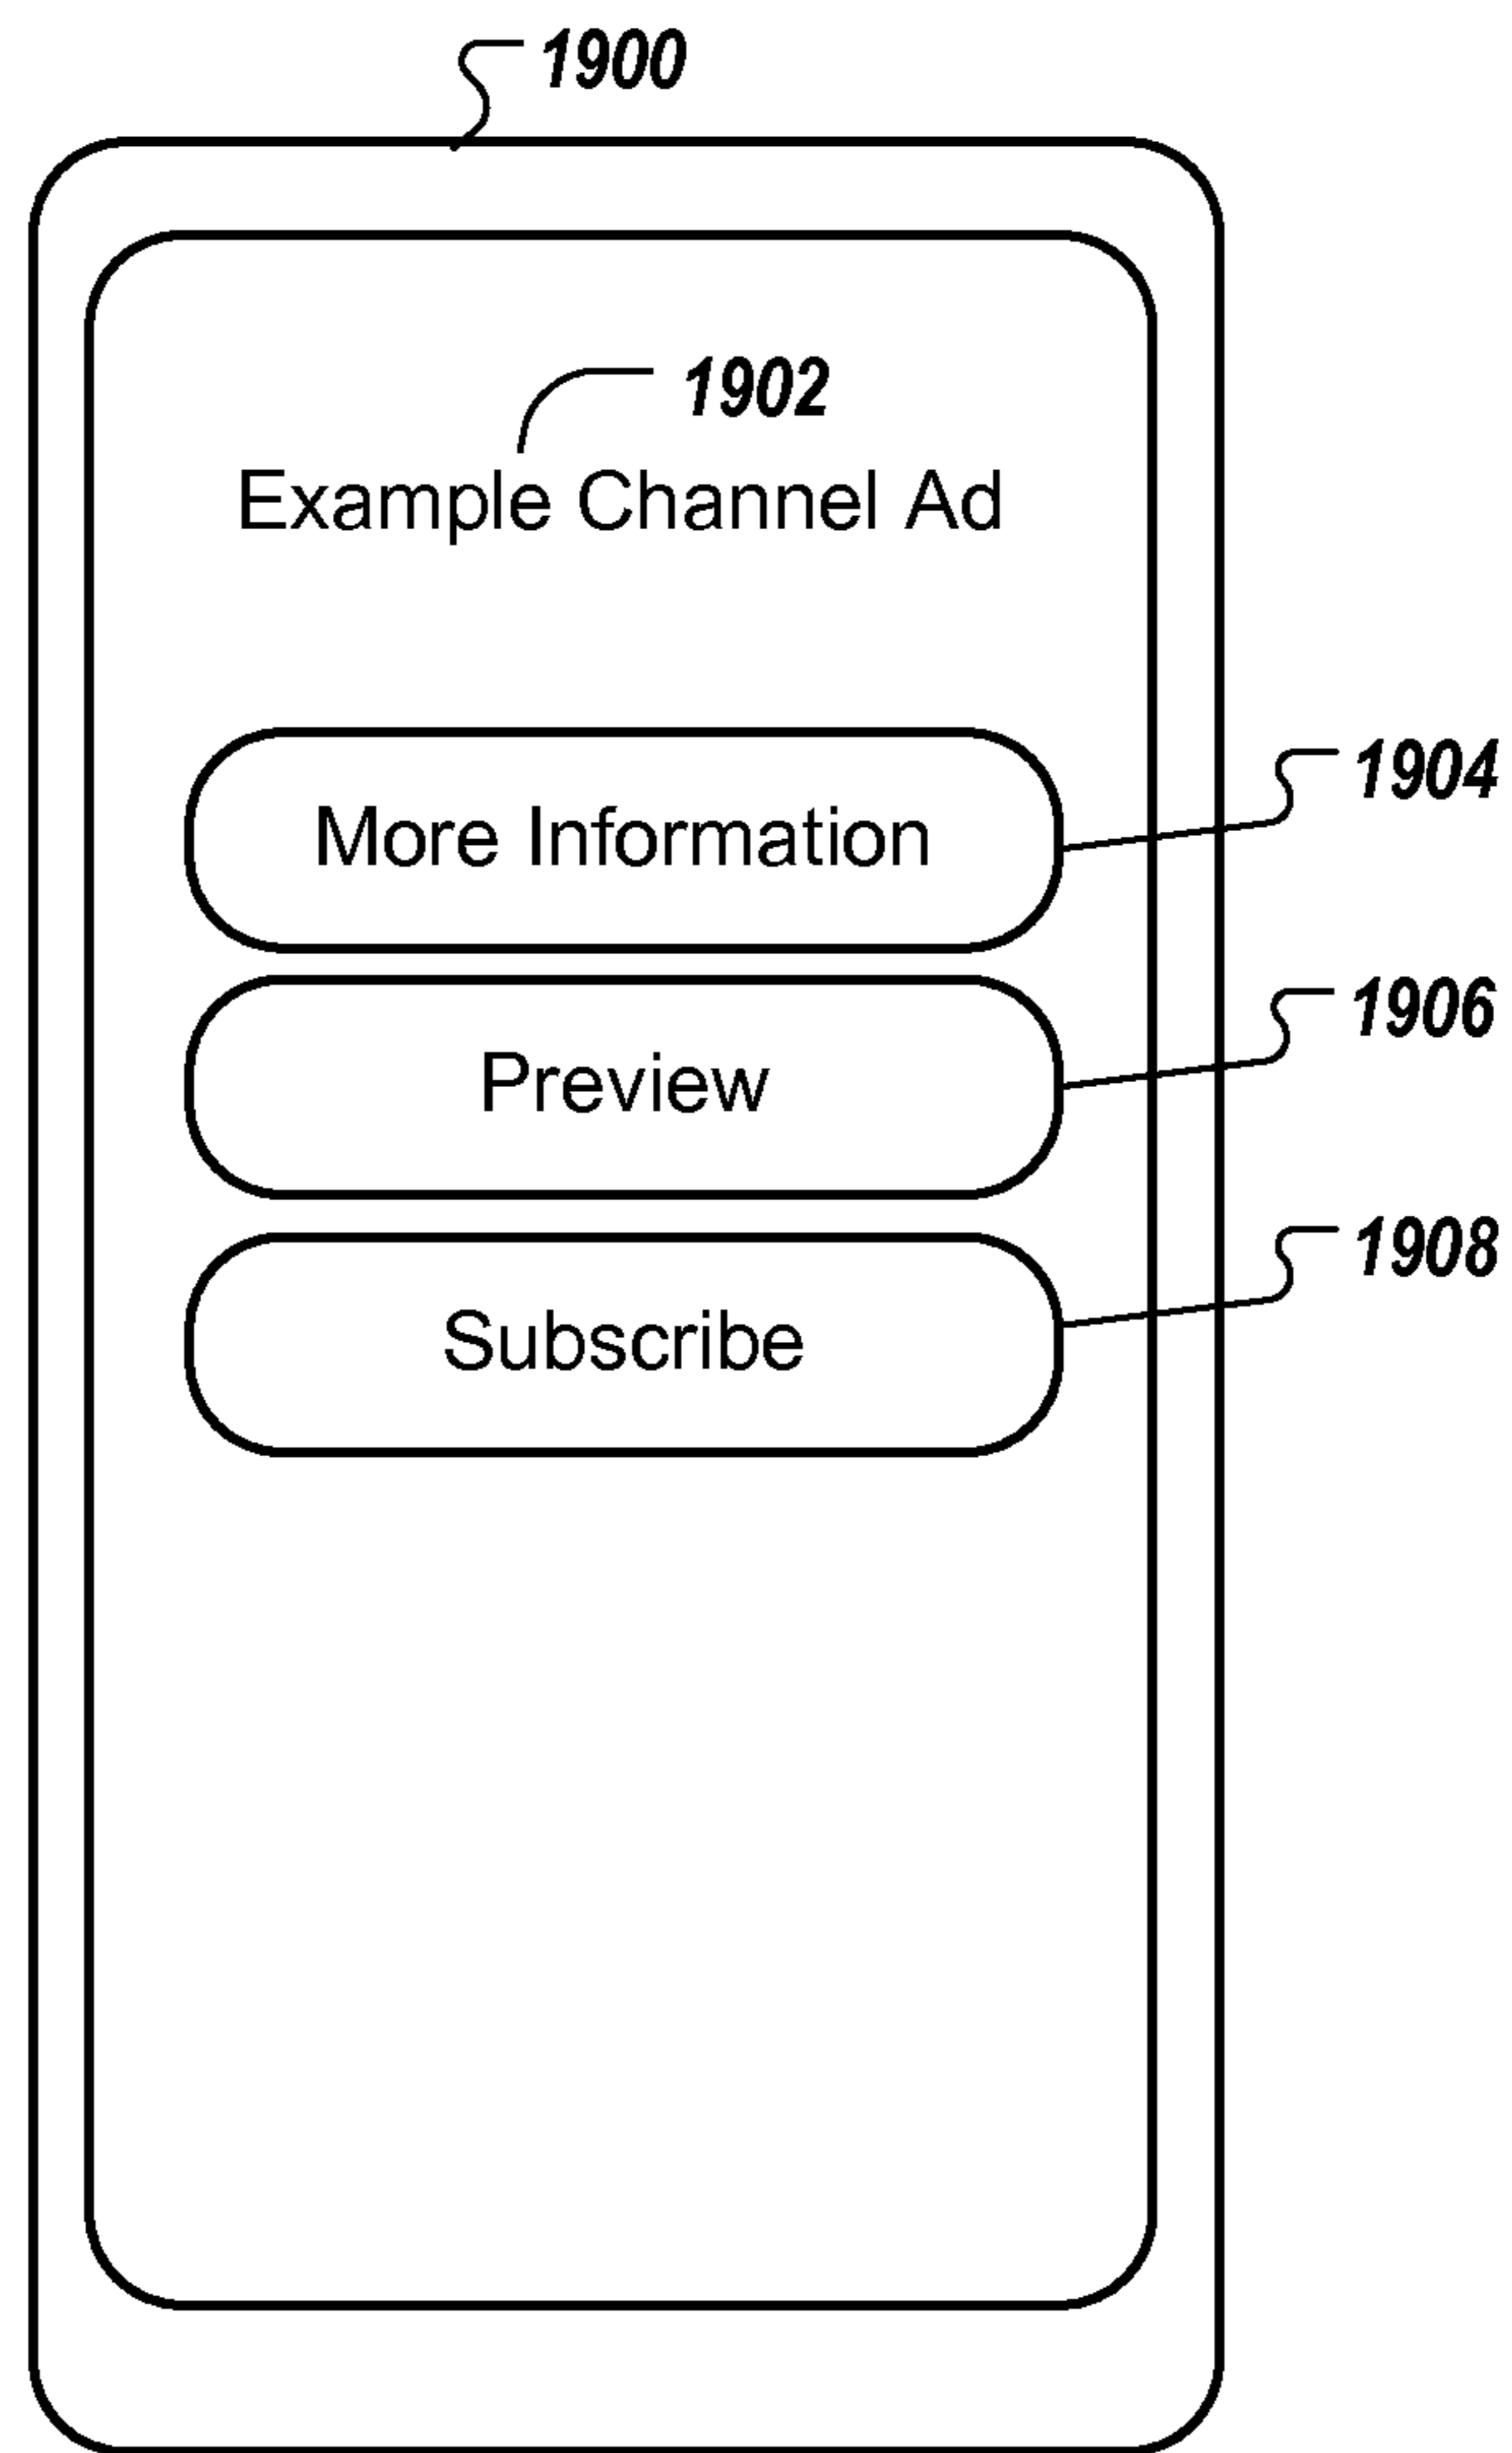 1900
1902
Example Channel Ad
More Information
1904
Preview
1906
Subscribe
1908